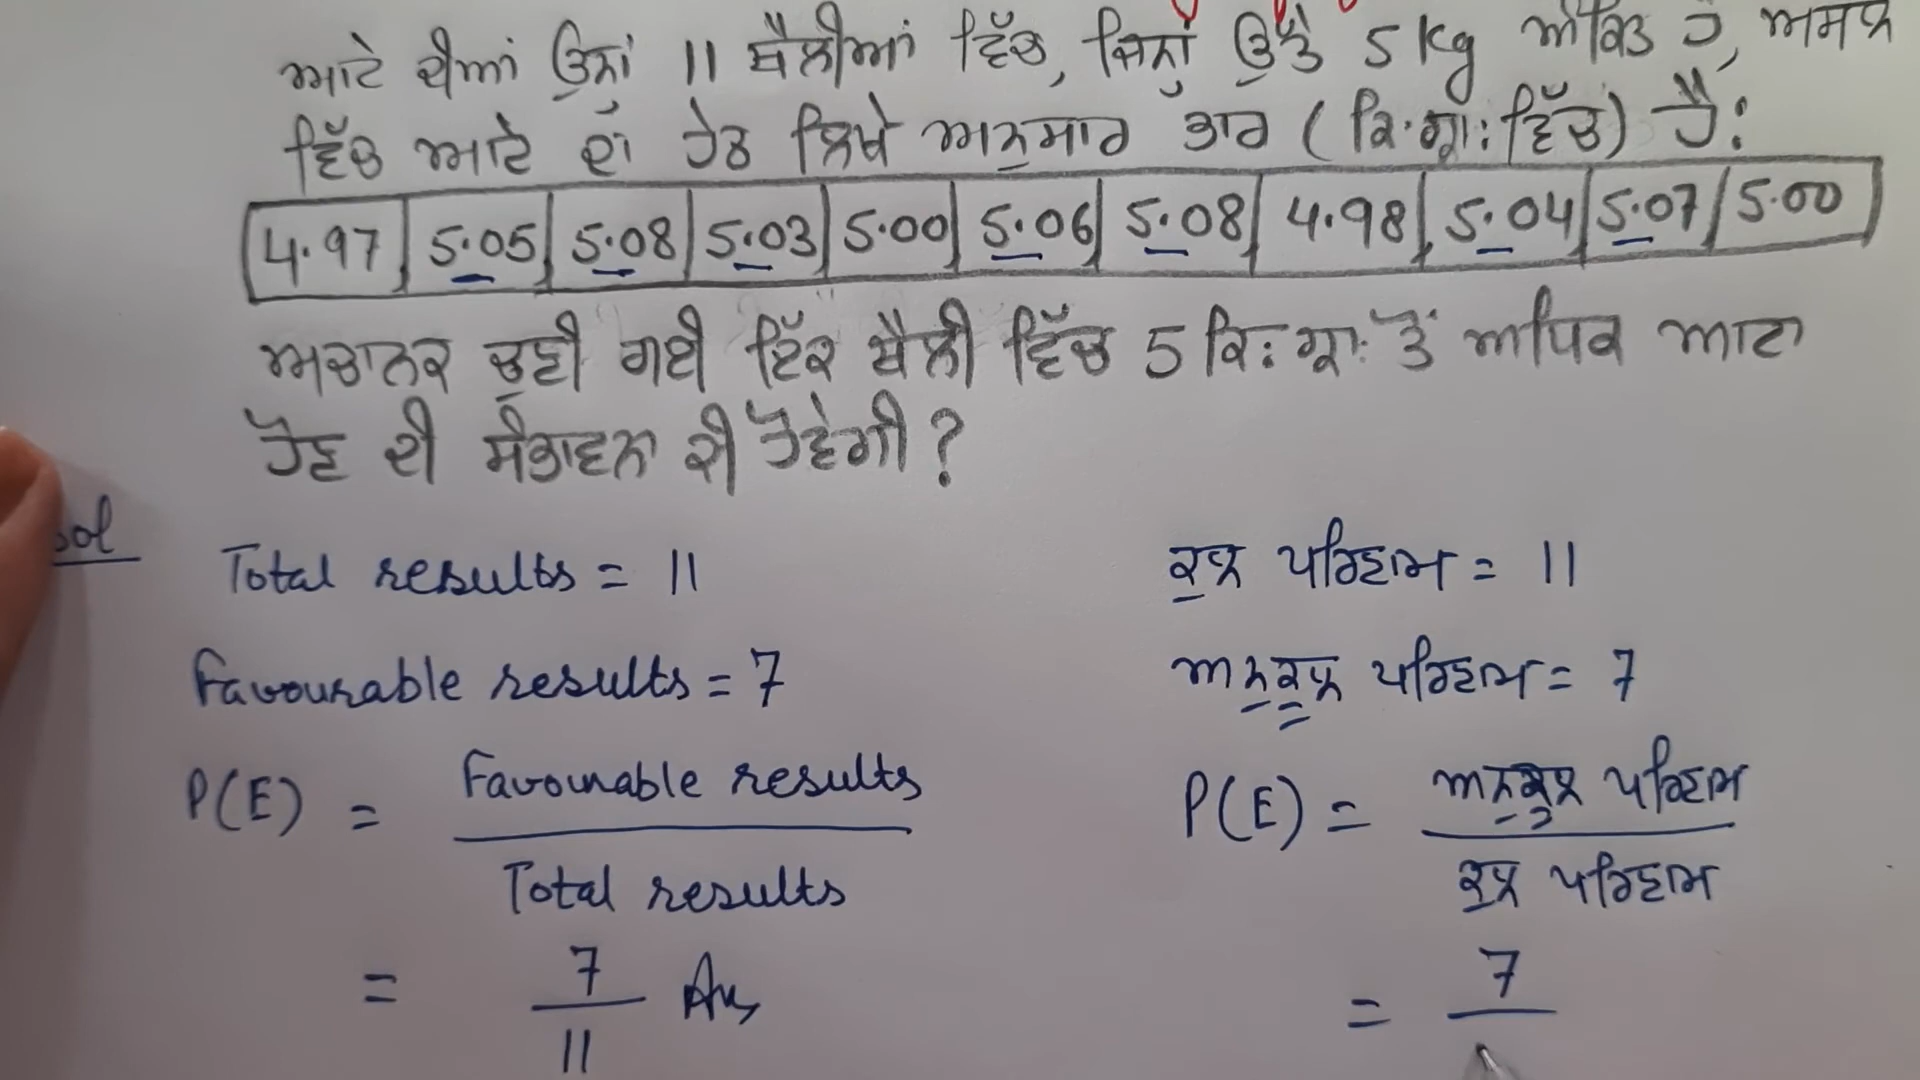 ਆਟੇ ਦੀਆਂ ਉਨਾਂ 11 ਥੈਲੀਆਂ ਵਿੱਚ, ਜਿਨਾਂ ਉੱਤੇ 5 kg ਅੰਕਿਤ ਹੈ, ਅਸਲ
ਵਿੱਚ ਆਟੇ ਦਾ ਹੇਠ ਲਿਖੇ ਅਨੁਸਾਰ ਭਾਰ ( ਕਿ.ਗ੍ਰਾ: ਵਿੱਚ) ਹੈ:
4.97 5.05 5.08 5.03 5.00 5.06 5.08 4.98 5.04 5.07 5.00
ਅਚਾਨਕ ਚੁਣੀ ਗਈ ਇੱਕ ਥੈਲੀ ਵਿੱਚ 5 ਕਿ: ਗ੍ਰਾ: ਤੋਂ ਅਧਿਕ ਆਟਾ
ਹੋਣ ਦੀ ਸੰਭਾਵਨਾ ਕੀ ਹੋਵੇਗੀ?
Sol
Total results = 11
ਕੁਲ ਪਰਿਣਾਮ = 11
Favourable results = 7
ਅਨੁਕੂਲ ਪਰਿਣਾਮ = 7
P(E) = Favourable results
Total results
P(E) = ਅਨੁਕੂਲ ਪਰਿਣਾਮ
ਕੁਲ ਪਰਿਣਾਮ
= 7
11 Ans
= 7